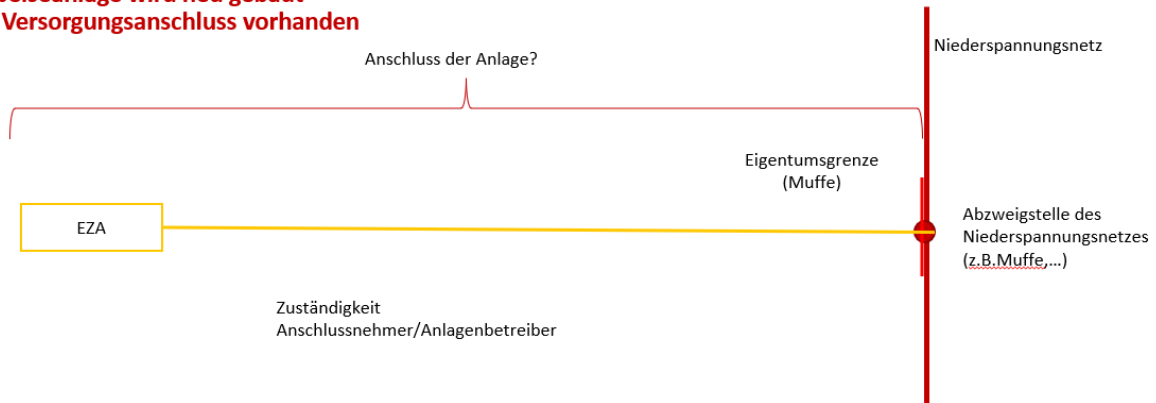 Versorgungsanschluss vorhanden
Anschluss der Anlage?
Niederspannungsnetz
Eigentumsgrenze
(Muffe)
EZA
Abzweigstelle des
Niederspannungsnetzes
(z.B.Muffe,...)
Zuständigkeit
Anschlussnehmer/Anlagenbetreiber